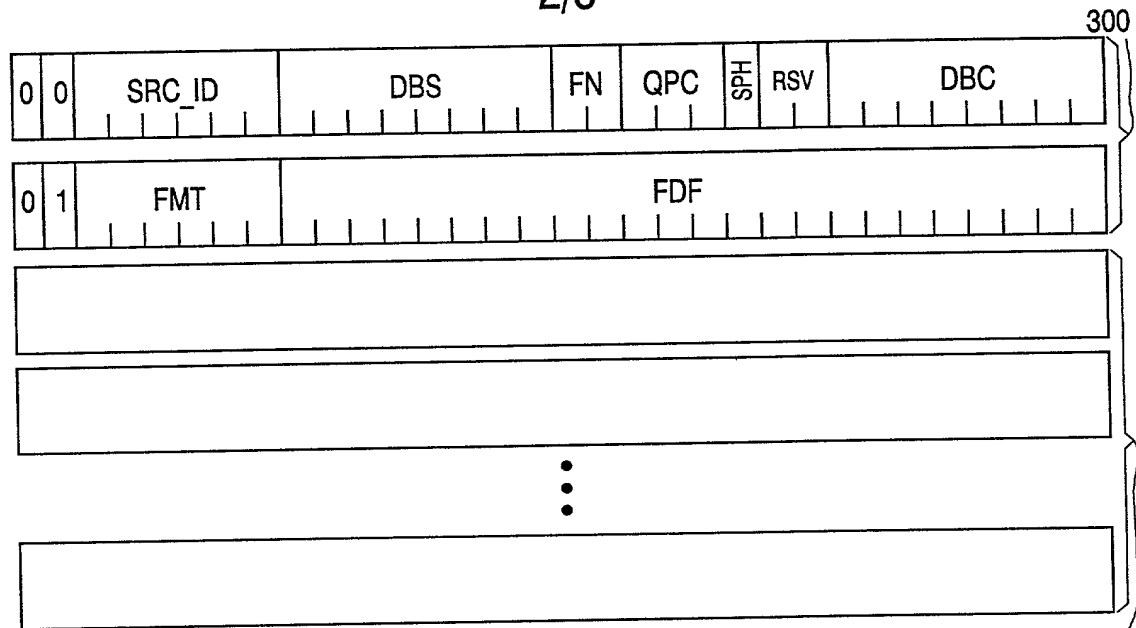 300
0 0 SRC_ID DBS FN QPC SPH RSV DBC
0 1 FMT FDF